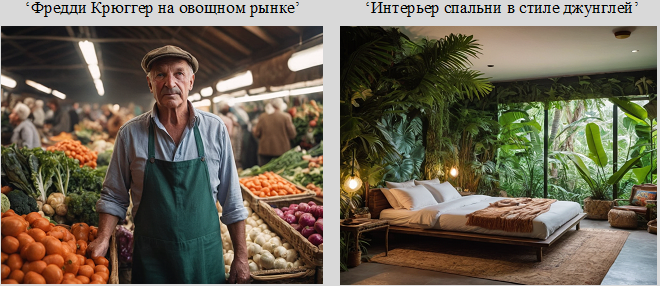 ‘Фредди Крюггер на овощном рынке’
‘Интерьер спальни в стиле джунглей’